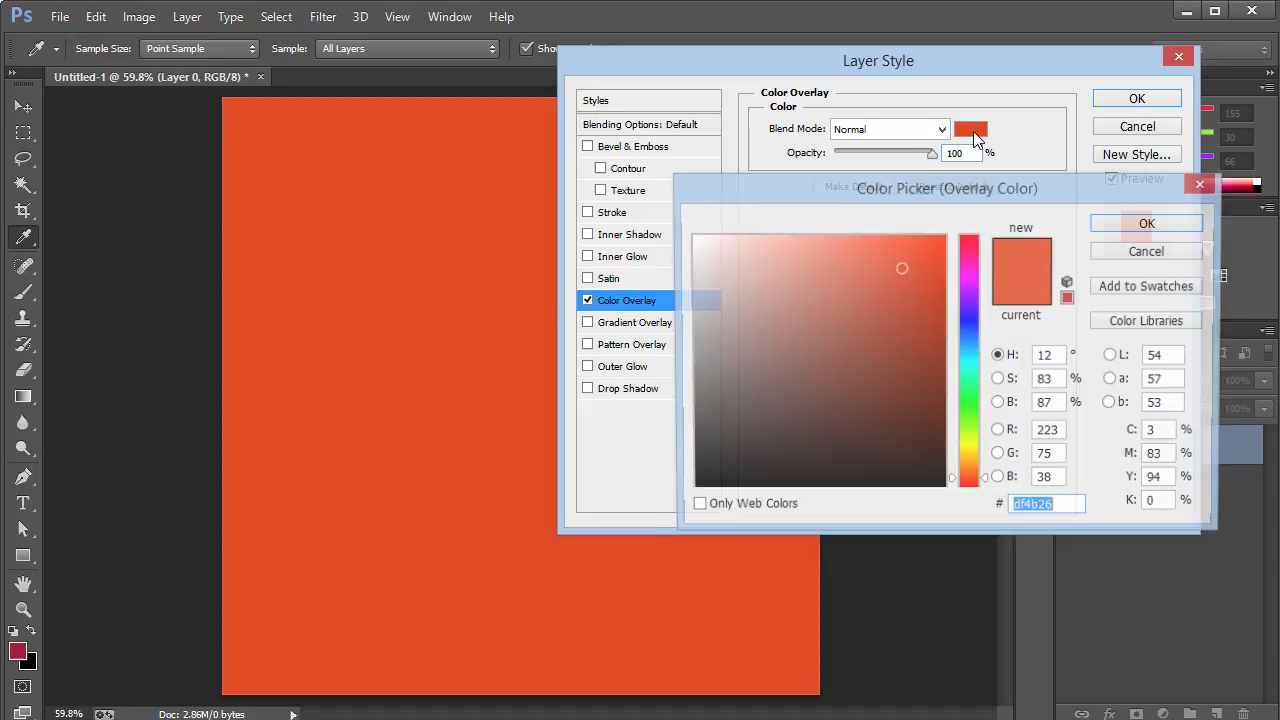 Ps File Edit Image Layer Type Select Filter 3D View Window Help
Sample Size: Point Sample Sample: All Layers
Untitled-1 @ 59.8% (Layer 0, RGB/8) *
Layer Style
Styles
Blending Options: Default
Bevel & Emboss
Contour
Texture
Stroke
Inner Shadow
Inner Glow
Satin
Color Overlay
Gradient Overlay
Pattern Overlay
Outer Glow
Drop Shadow
Color Overlay
Color
Blend Mode: Normal
Opacity: 100 %
OK
Cancel
New Style...
Preview
155
30
66
Color Picker (Overlay Color)
new
current
OK
Cancel
Add to Swatches
Color Libraries
H: 12 °
S: 83 %
B: 87 %
R: 223
G: 75
B: 38
# df4b26
L: 54
a: 57
b: 53
C: 3 %
M: 83 %
Y: 94 %
K: 0 %
Only Web Colors
100%
100%
59.8% Doc: 2.86M/0 bytes
fx